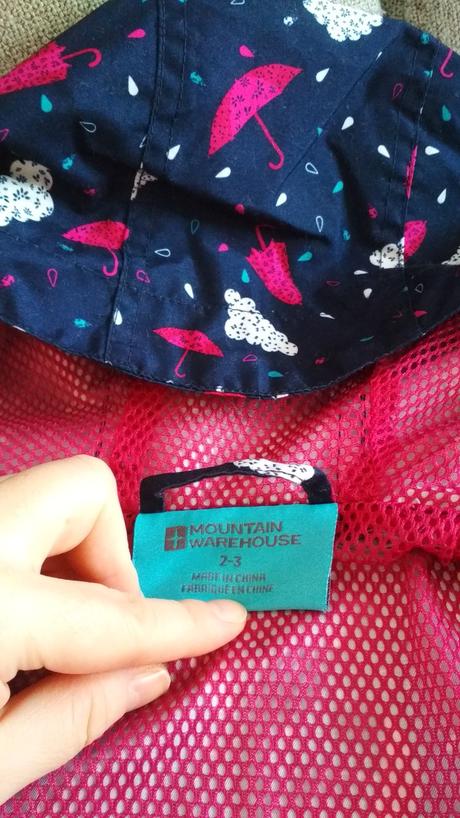 MOUNTAIN
WAREHOUSE
2-3
MADE IN CHINA
FABRIQUÉ EN CHINE